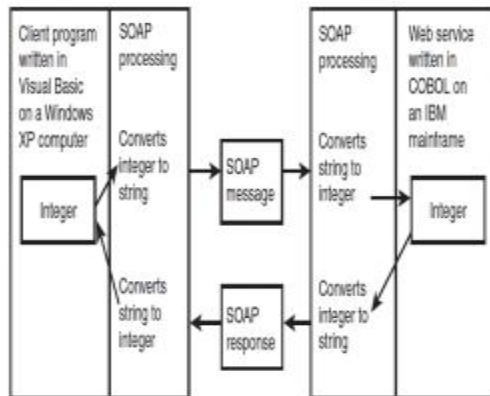 Client program
written in
Visual Basic
on a Windows
XP computer
Integer
SOAP
processing
Converts
integer to
string
Converts
string to
integer
SOAP
message
SOAP
response
SOAP
processing
Converts
string to
integer
Converts
integer to
string
Web service
written in
COBOL on
an IBM
mainframe
Integer